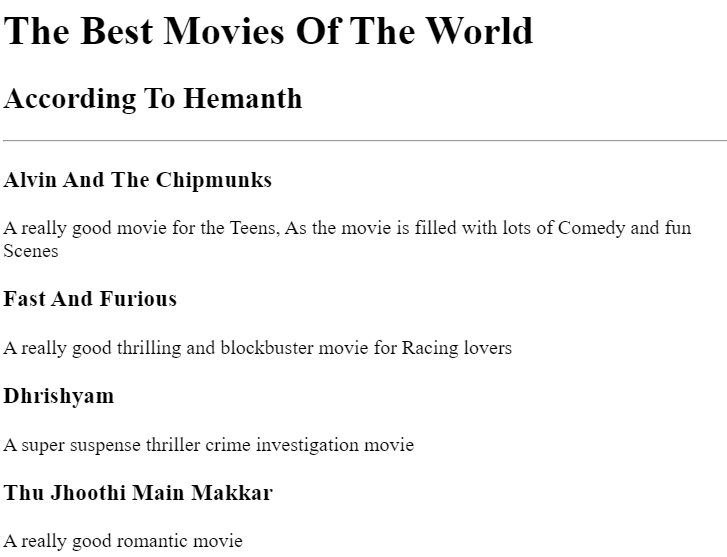 The Best Movies Of The World
According To Hemanth
Alvin And The Chipmunks
A really good movie for the Teens, As the movie is filled with lots of Comedy and fun
Scenes
Fast And Furious
A really good thrilling and blockbuster movie for Racing lovers
Dhrishyam
A super suspense thriller crime investigation movie
Thu Jhoothi Main Makkar
A really good romantic movie